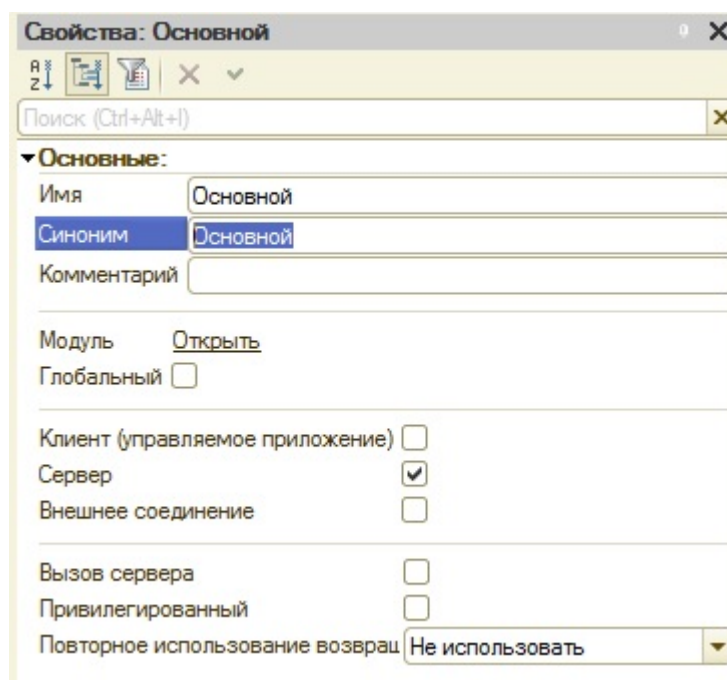 Свойства: Основной
Поиск (Ctrl+Alt+I)
Основные:
Имя Основной
Синоним Основной
Комментарий
Модуль Открыть
Глобальный
Клиент (управляемое приложение)
Сервер
Внешнее соединение
Вызов сервера
Привилегированный
Повторное использование возвращ Не использовать